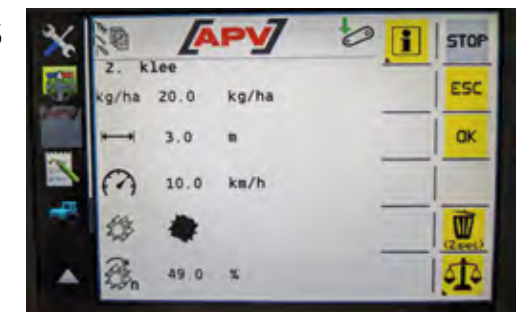 5
APV
i
STOP
2. klee
kg/ha 20.0 kg/ha
ESC
3.0 m
OK
10.0 km/h
(2sec)
n 49.0 %